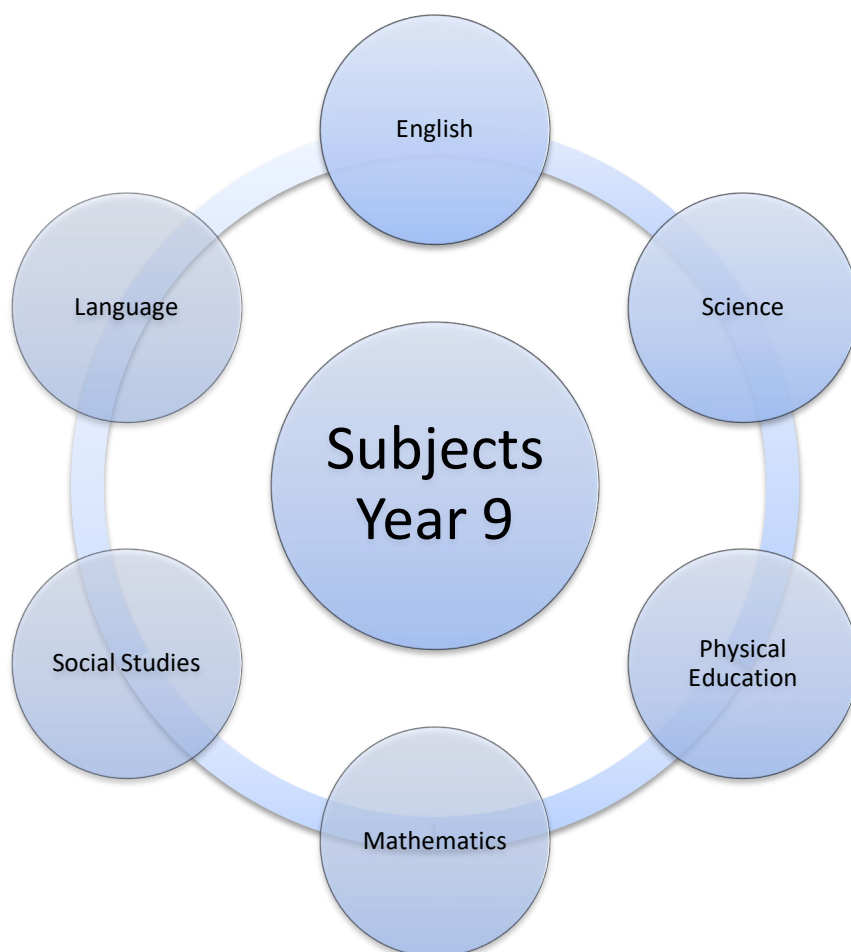 English
Science
Physical
Education
Mathematics
Social Studies
Language
Subjects
Year 9